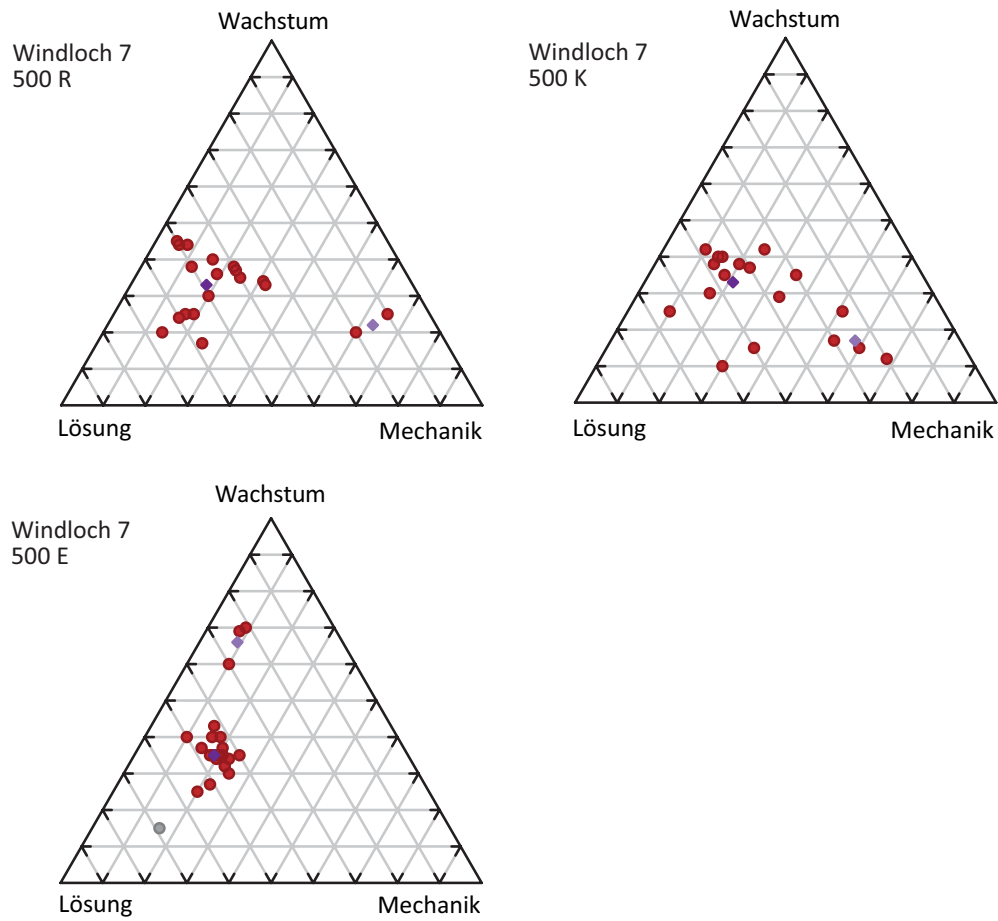 Wachstum
Windloch 7
500 R
Lösung
Mechanik
Wachstum
Windloch 7
500 K
Lösung
Mechanik
Wachstum
Windloch 7
500 E
Lösung
Mechanik